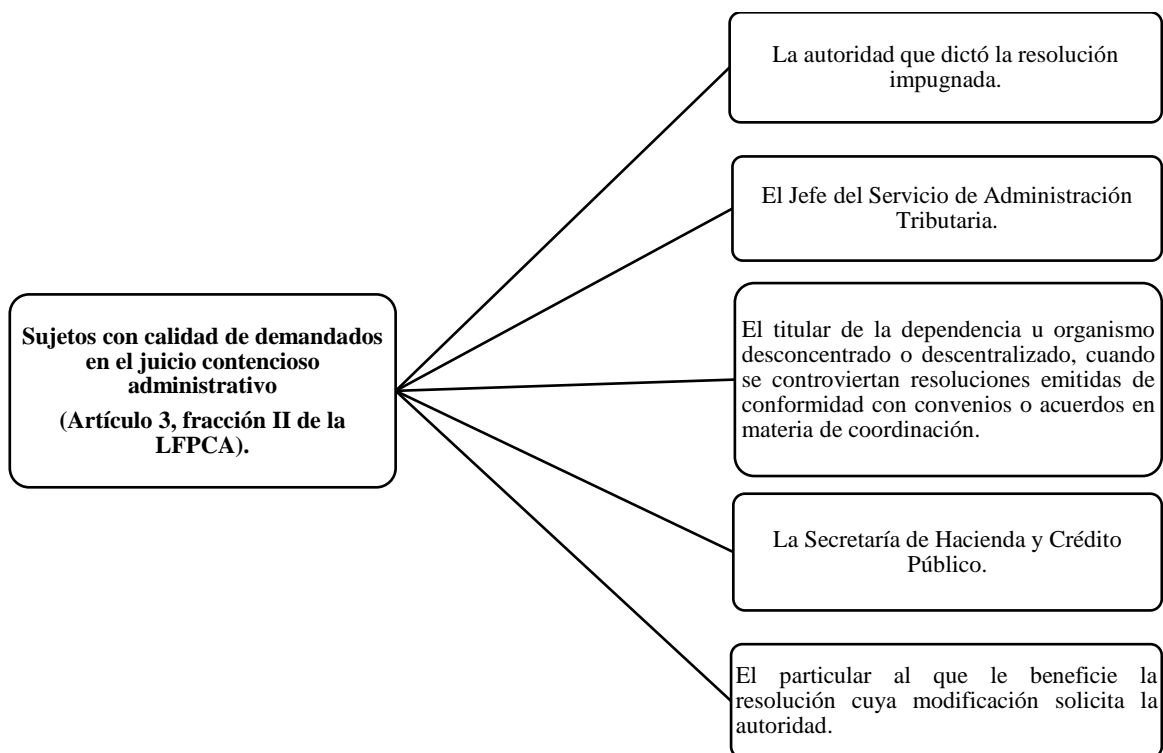 La autoridad que dictó la resolución
impugnada.
El Jefe del Servicio de Administración
Tributaria.
Sujetos con calidad de demandados
en el juicio contencioso
administrativo
(Artículo 3, fracción II de la
LFPCA).
El titular de la dependencia u organismo
desconcentrado o descentralizado, cuando
se controviertan resoluciones emitidas de
conformidad con convenios o acuerdos en
materia de coordinación.
La Secretaría de Hacienda y Crédito
Público.
El particular al que le beneficie la
resolución cuya modificación solicita la
autoridad.